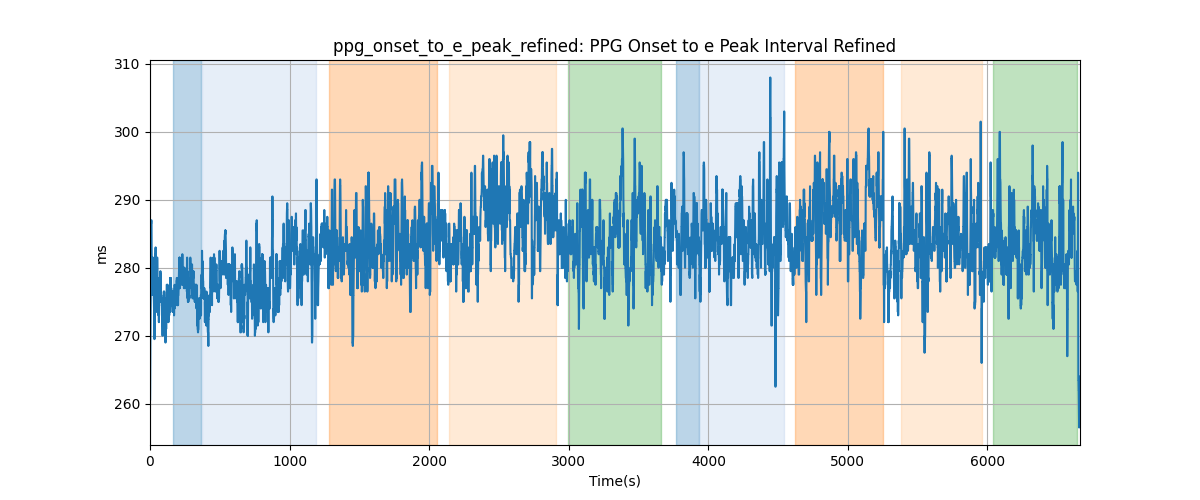 ppg_onset_to_e_peak_refined: PPG Onset to e Peak Interval Refined
310
300
290
280
270
260
ms
0 1000 2000 3000 4000 5000 6000
Time(s)